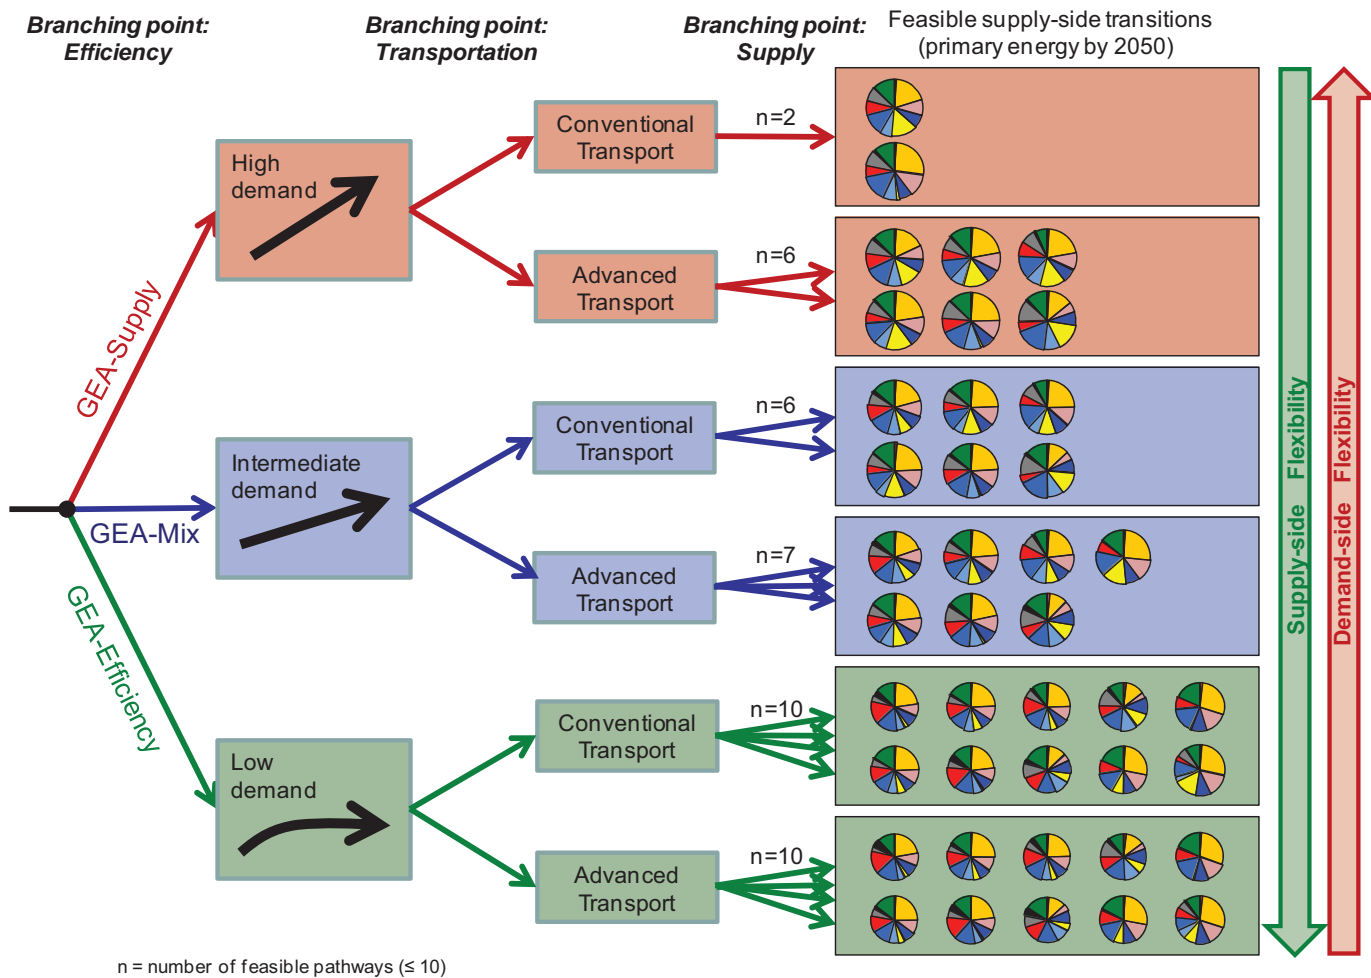 Branching point:
Efficiency
Branching point:
Transportation
Branching point:
Supply
Feasible supply-side transitions
(primary energy by 2050)
High
demand
Conventional
Transport
n=2
Advanced
Transport
n=6
GEA-Supply
Intermediate
demand
Conventional
Transport
n=6
GEA-Mix
Advanced
Transport
n=7
GEA-Efficiency
Low
demand
Conventional
Transport
n=10
Advanced
Transport
n=10
Supply-side Flexibility
Demand-side Flexibility
n = number of feasible pathways (≤ 10)